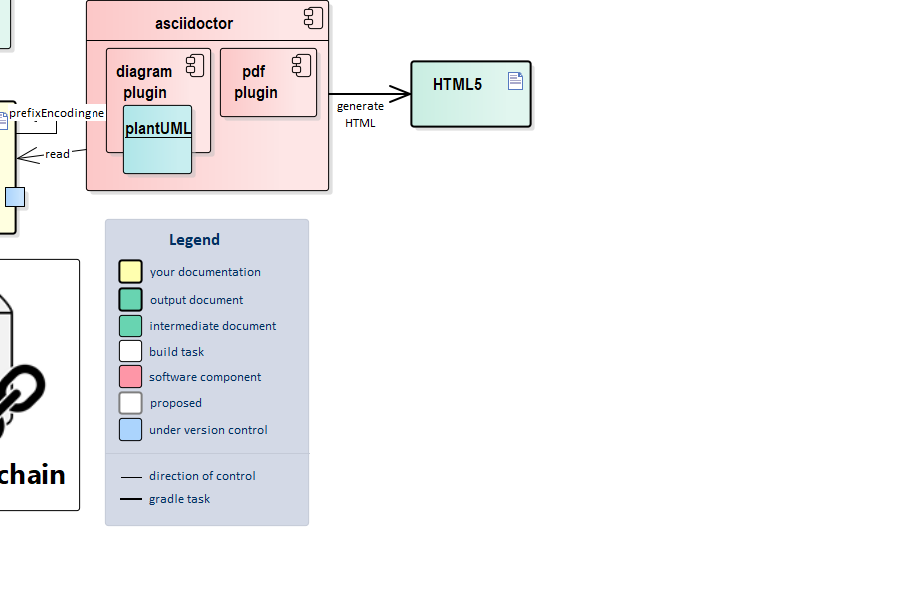 asciidoctor
diagram
plugin
pdf
plugin
plantUML
generate
HTML
HTML5
prefixEncodingne
read
Legend
your documentation
output document
intermediate document
build task
software component
proposed
under version control
direction of control
gradle task
chain